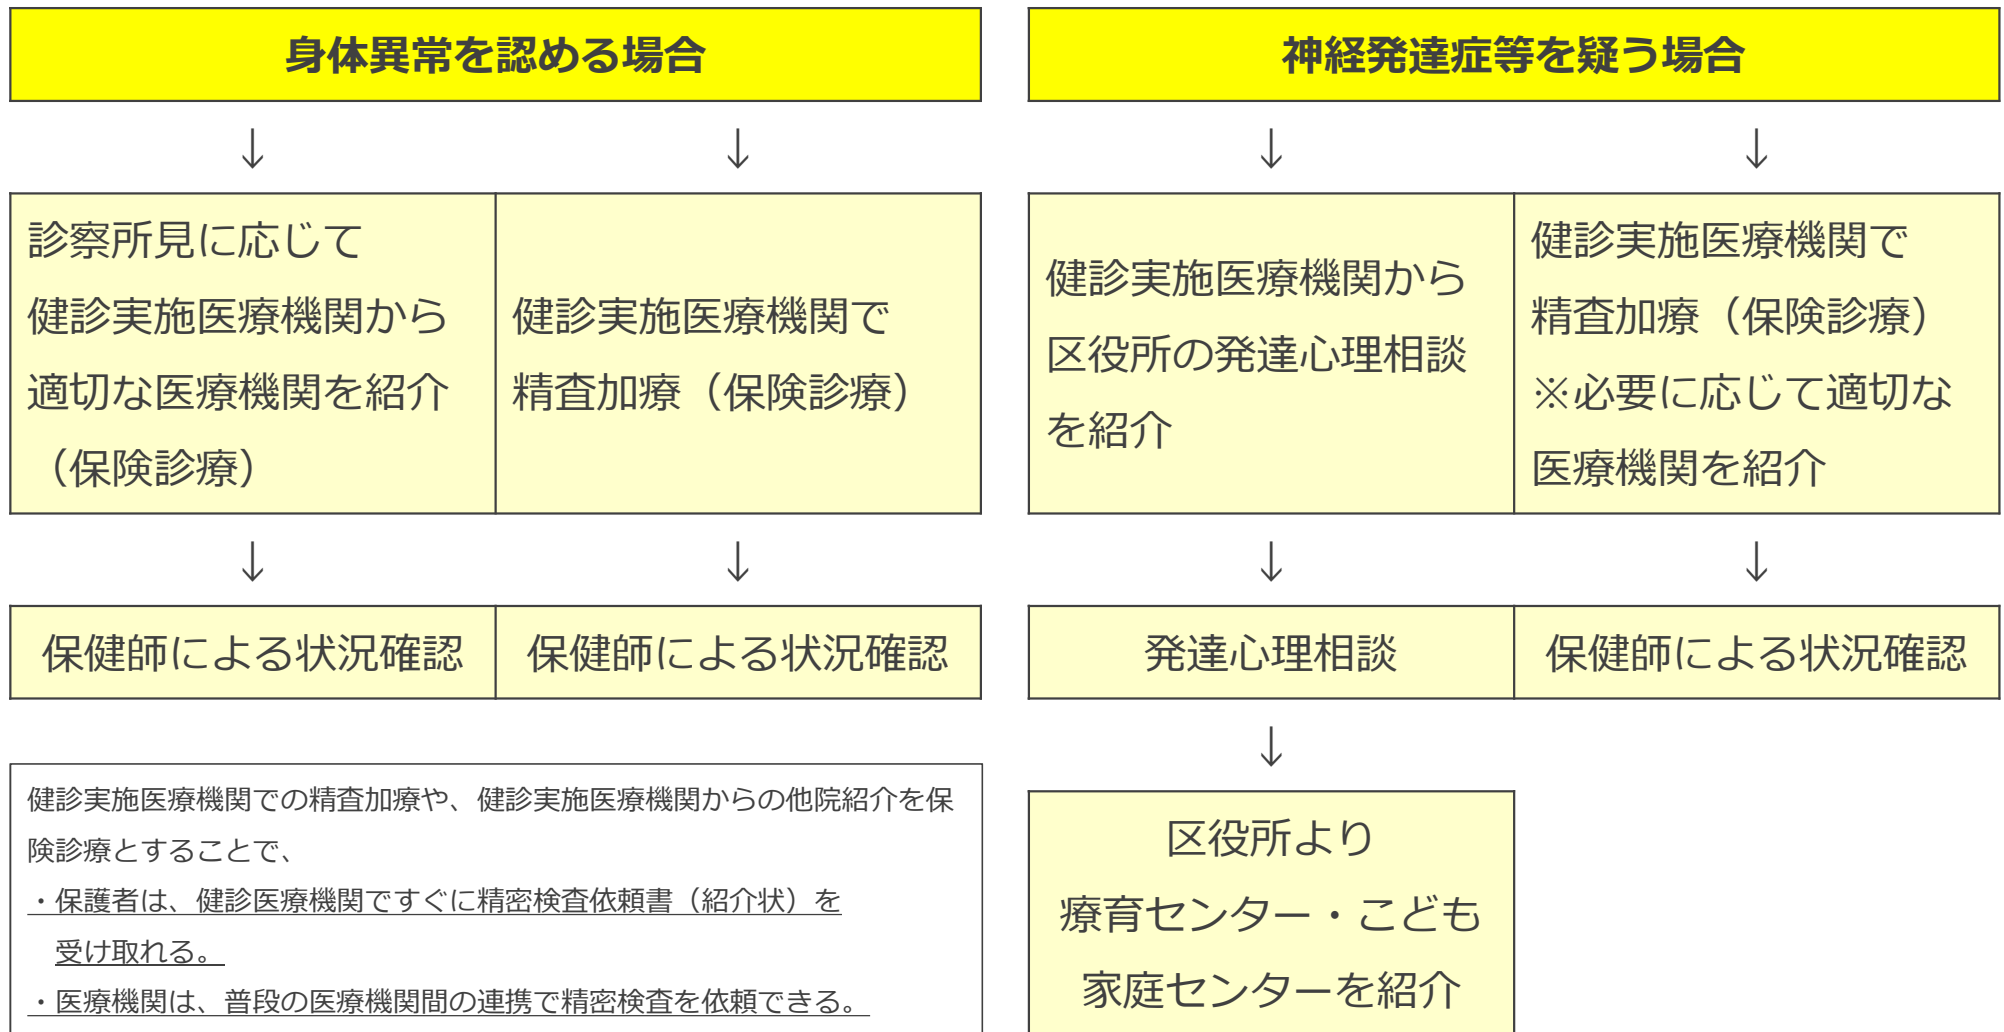 身体異常を認める場合
↓
↓
診察所見に応じて
健診実施医療機関から
適切な医療機関を紹介
（保険診療）
健診実施医療機関で
精査加療（保険診療）
↓
↓
保健師による状況確認
保健師による状況確認
健診実施医療機関での精査加療や、健診実施医療機関からの他院紹介を保
険診療とすることで、
・保護者は、健診医療機関ですぐに精密検査依頼書（紹介状）を
受け取れる。
・医療機関は、普段の医療機関間の連携で精密検査を依頼できる。
神経発達症等を疑う場合
↓
↓
健診実施医療機関から
区役所の発達心理相談
を紹介
健診実施医療機関で
精査加療（保険診療）
※必要に応じて適切な
医療機関を紹介
↓
↓
発達心理相談
保健師による状況確認
↓
区役所より
療育センター・こども
家庭センターを紹介